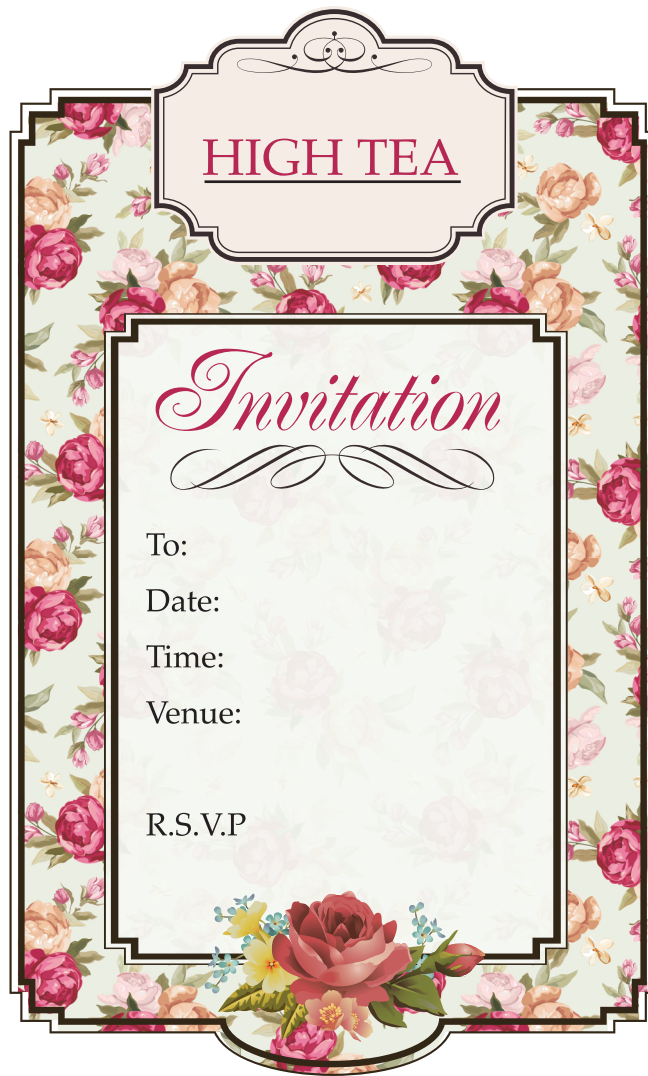 HIGH TEA
Invitation
To:
Date:
Time:
Venue:
R.S.V.P